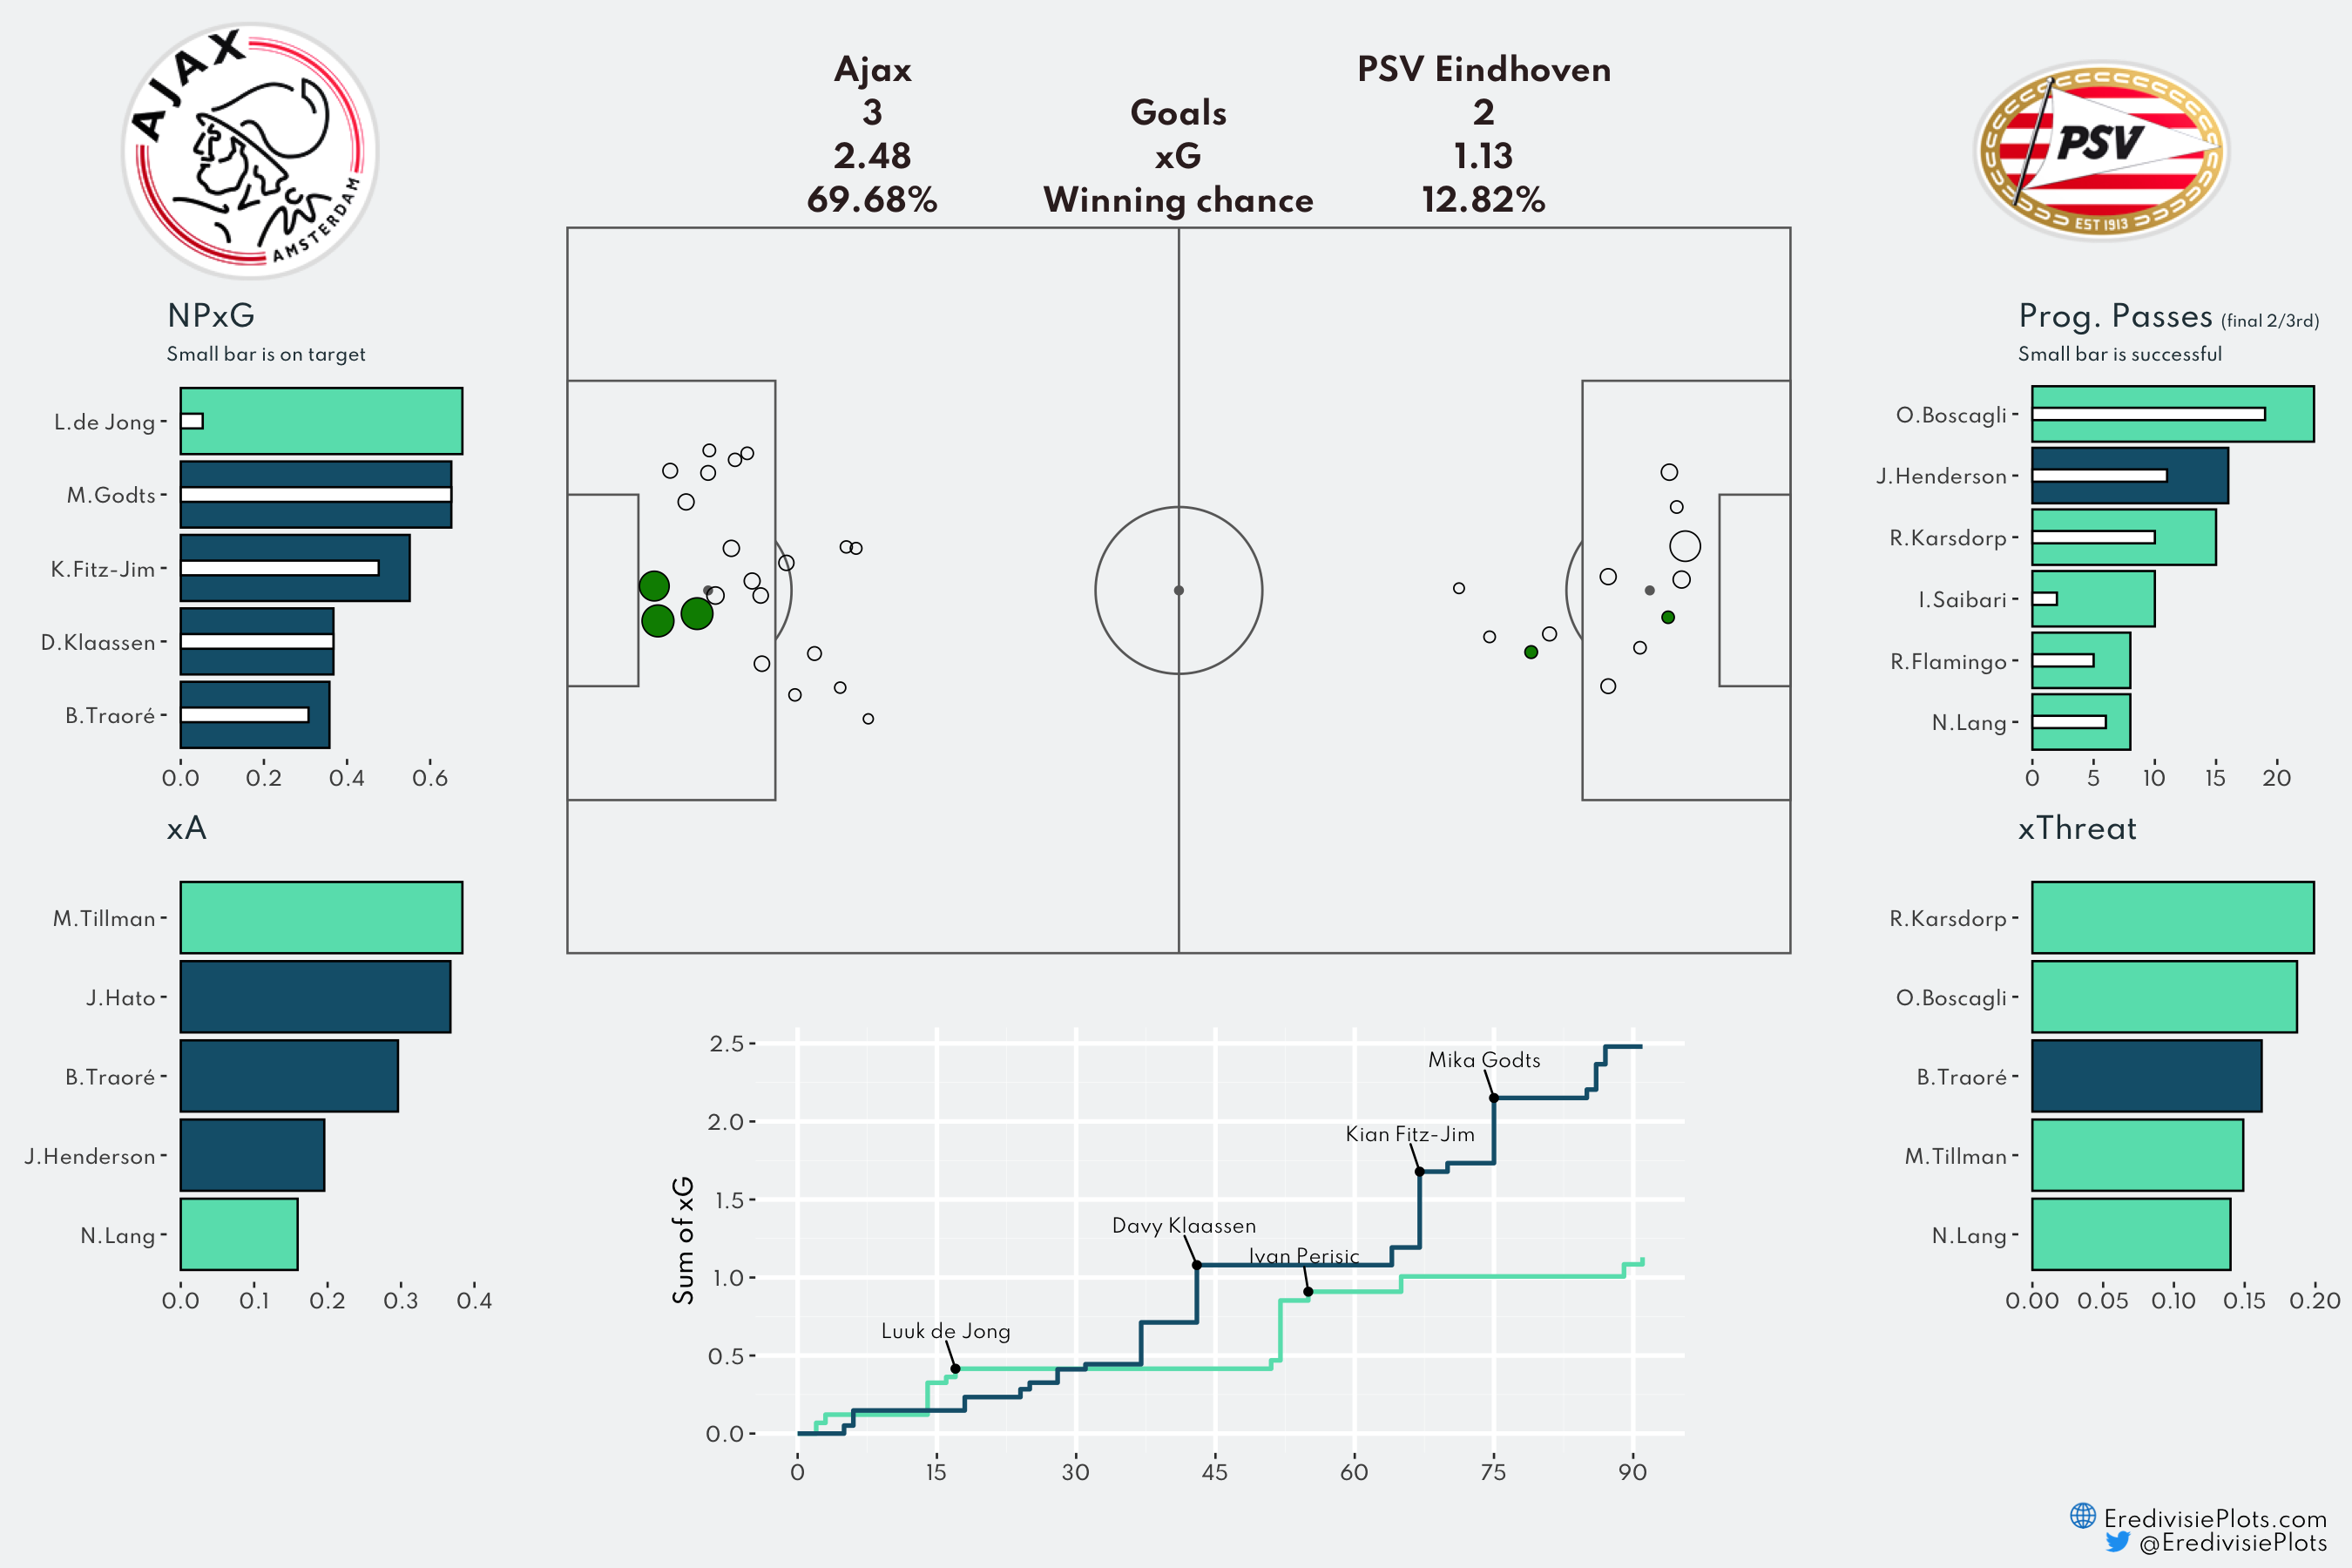 AJAX
AMSTERDAM
Ajax PSV Eindhoven
3 Goals 2
2.48 xG 1.13
69.68% Winning chance 12.82%
PSV
EST 1913
NPxG
Small bar is on target
L.de Jong
M.Godts
K.Fitz-Jim
D.Klaassen
B.Traoré
0.0 0.2 0.4 0.6
xA
M.Tillman
J.Hato
B.Traoré
J.Henderson
N.Lang
0.0 0.1 0.2 0.3 0.4
Sum of xG
2.5
2.0
1.5
1.0
0.5
0.0
Mika Godts
Kian Fitz-Jim
Davy Klaassen
Ivan Perisic
Luuk de Jong
0 15 30 45 60 75 90
Prog. Passes (final 2/3rd)
Small bar is successful
O.Boscagli
J.Henderson
R.Karsdorp
I.Saibari
R.Flamingo
N.Lang
0 5 10 15 20
xThreat
R.Karsdorp
O.Boscagli
B.Traoré
M.Tillman
N.Lang
0.00 0.05 0.10 0.15 0.20
EredivisiePlots.com
@EredivisiePlots